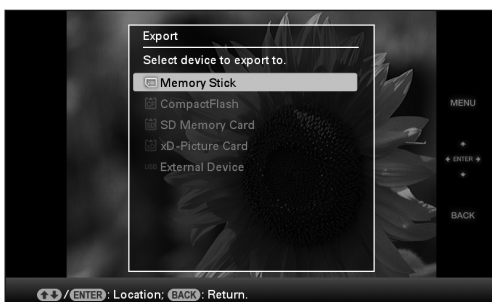 Export
Select device to export to.
Memory Stick
CompactFlash
SD Memory Card
xD-Picture Card
USB External Device
MENU
ENTER
BACK
/ ENTER : Location; BACK : Return.